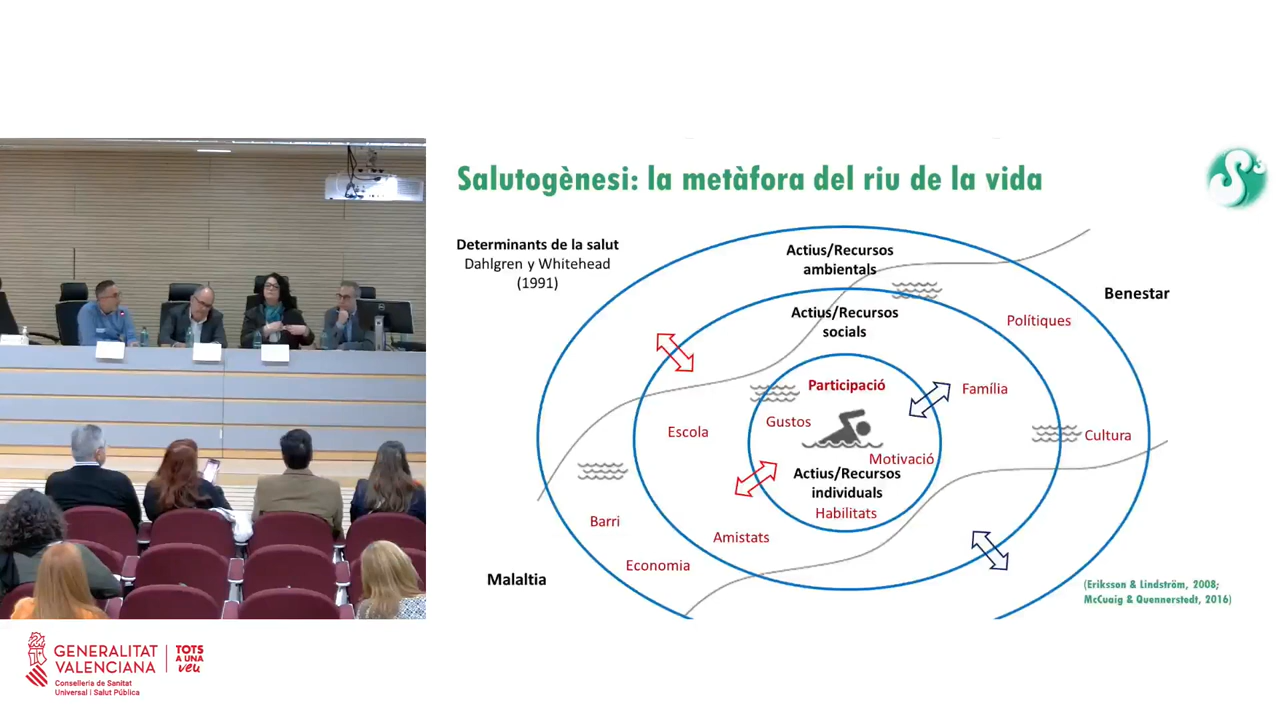 Salutogènesi: la metàfora del riu de la vida
S3
Determinants de la salut
Dahlgren y Whitehead
(1991)
Actius/Recursos
ambientals
Benestar
Actius/Recursos
socials
Polítiques
Participació
Família
Gustos
Escola
Cultura
Motivació
Actius/Recursos
individuals
Habilitats
Barri
Amistats
Economia
Malaltia
(Eriksson & Lindström, 2008;
McCuaig & Quennerstedt, 2016)
GENERALITAT
VALENCIANA
Conselleria de Sanitat
Universal i Salut Pública
TOTS
A UNA
veu